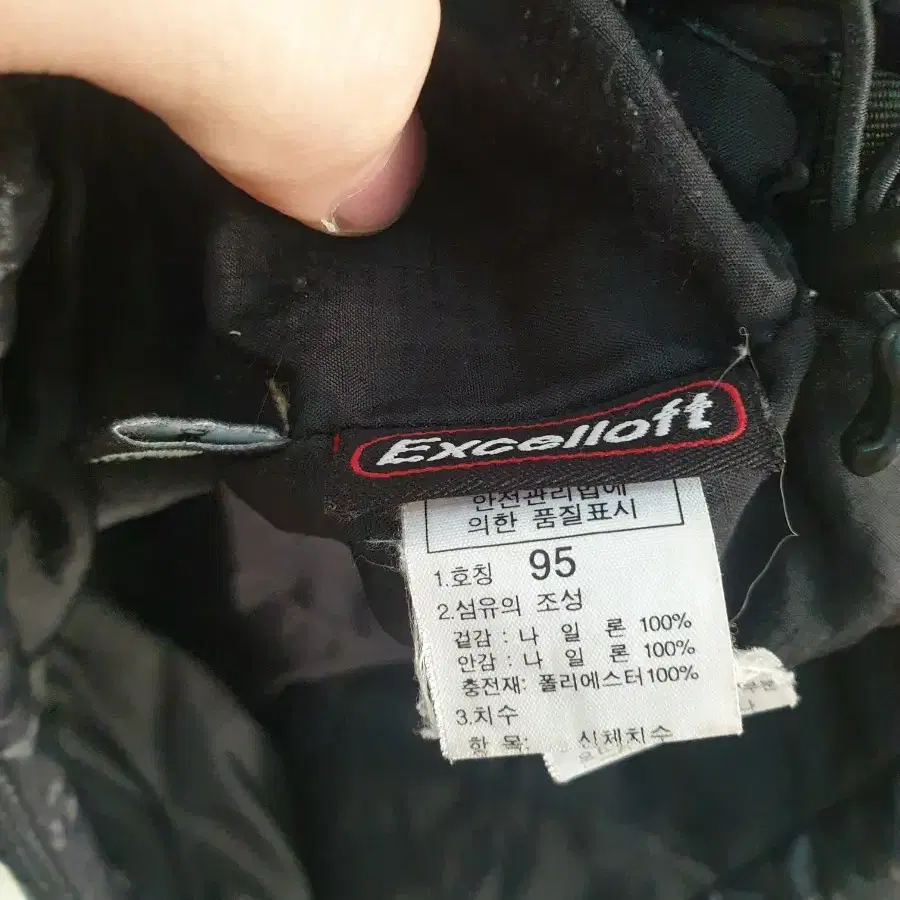 Excelloft
안전관리법에
의한 품질표시
1.호칭 95
2.섬유의 조성
겉감 : 나 일 론 100%
안감 : 나 일 론 100%
충전재: 폴리에스터100%
3.치수
항 목: 신체치수